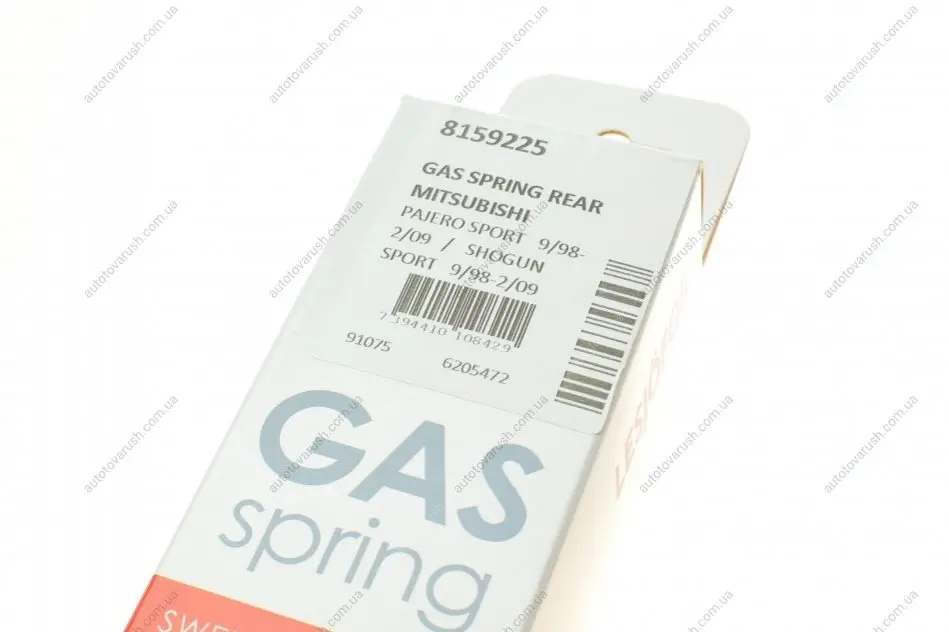 8159225
GAS SPRING REAR
MITSUBISHI
PAJERO SPORT 9/98-
2/09 / SHOGUN
SPORT 9/98-2/09
7 394410 108429
91075
6205472
GAS
spring
autotovarush.com.ua